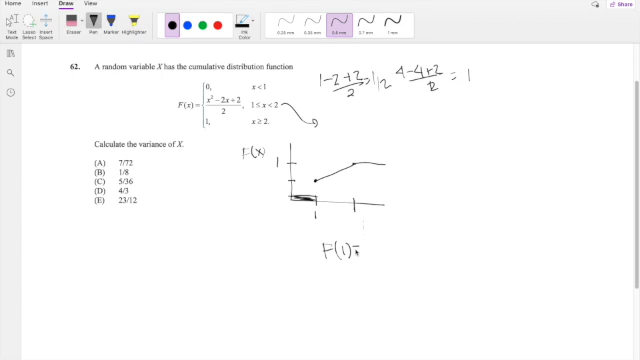 Home Insert Draw View
Text Mode
Lasso Select
Insert Space
Eraser
Pen
Marker
Highlighter
0.25 mm
0.35 mm
0.5 mm
0.7 mm
1 mm
Ink Color
62. A random variable X has the cumulative distribution function
F(x) = { 0, x < 1
(x² − 2x + 2)/2, 1 ≤ x < 2
1, x ≥ 2.
(1−2+2)/2 = 1/2 (4−4+2)/2 = 1
Calculate the variance of X.
(A) 7/72
(B) 1/8
(C) 5/36
(D) 4/3
(E) 23/12
F(x)
1
1
F(1)=